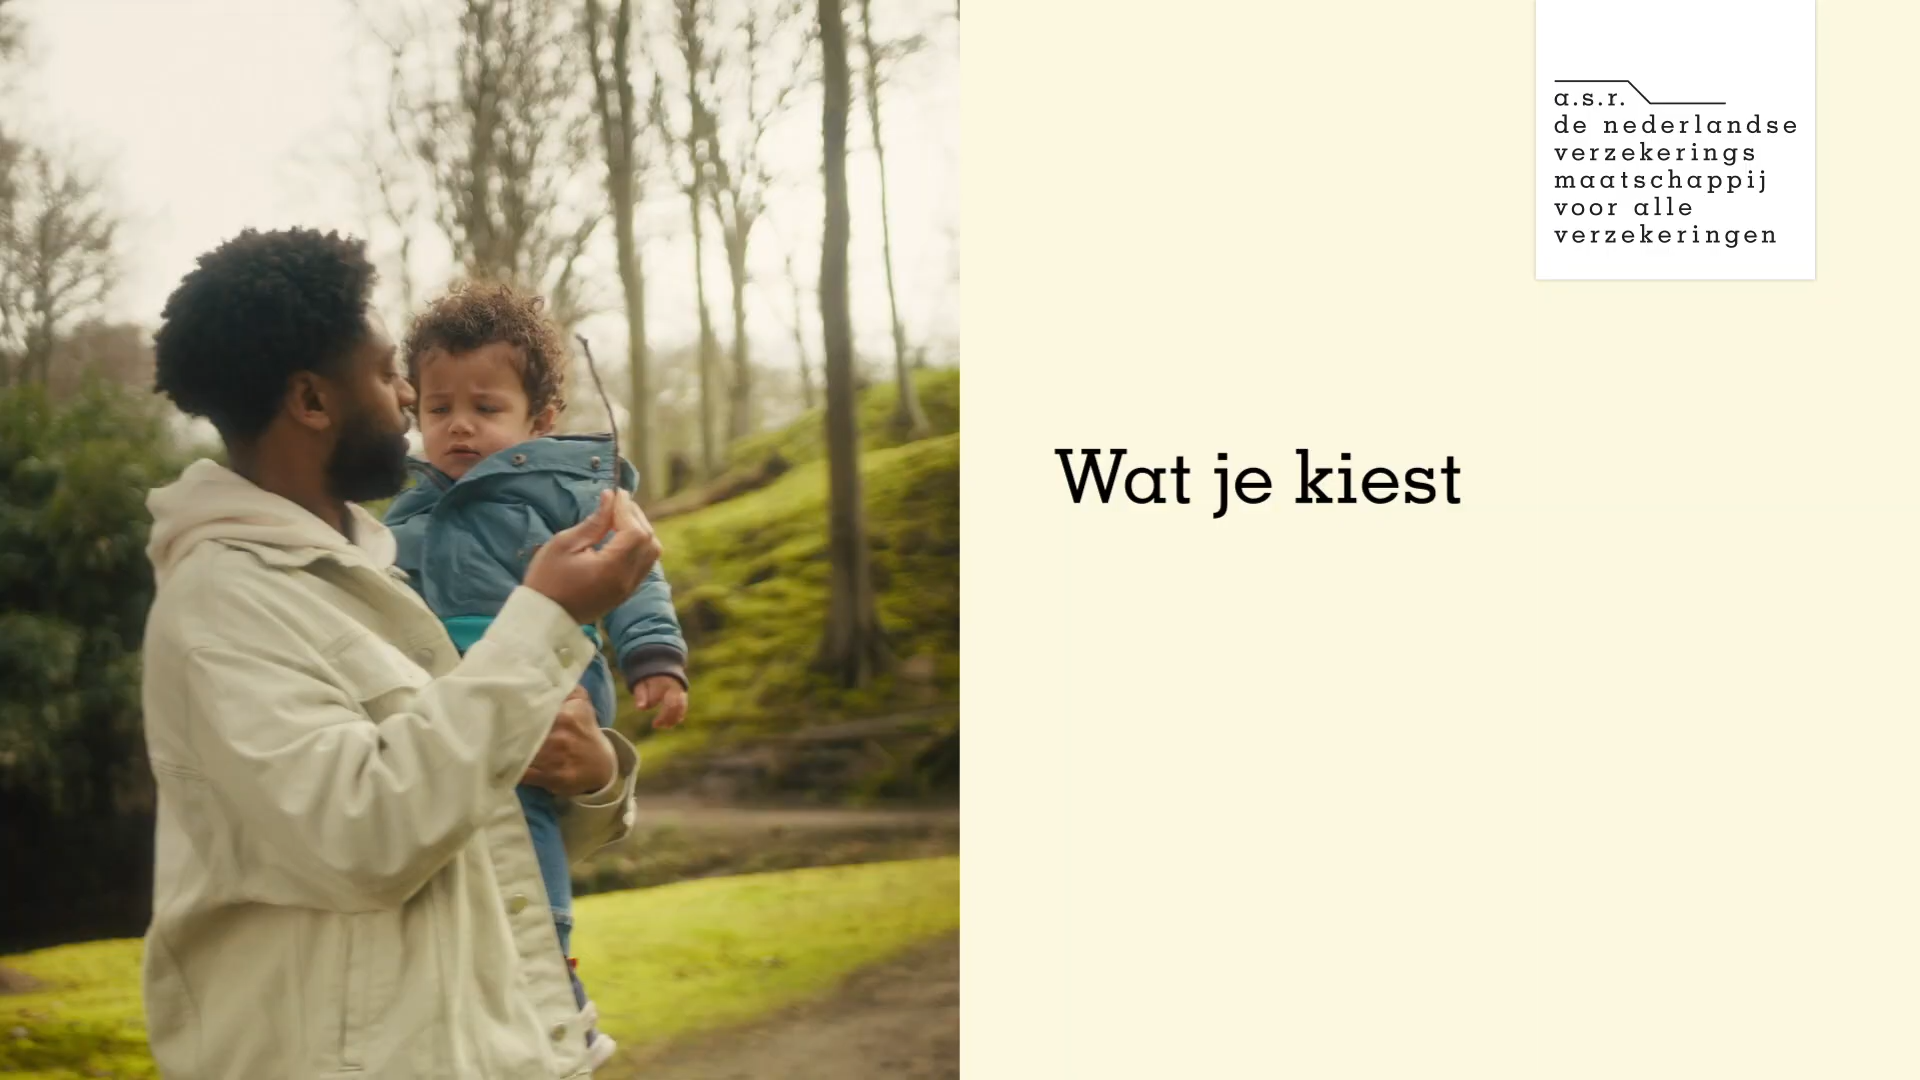 a.s.r.
de nederlandse
verzekerings
maatschappij
voor alle
verzekeringen
Wat je kiest